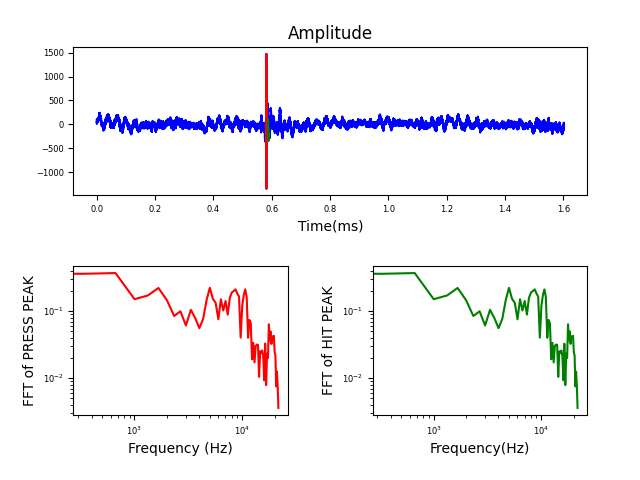 Amplitude
1500
1000
500
0
−500
−1000
0.0 0.2 0.4 0.6 0.8 1.0 1.2 1.4 1.6
Time(ms)
FFT of PRESS PEAK
10⁻¹
10⁻²
10³ 10⁴
Frequency (Hz)
FFT of HIT PEAK
10⁻¹
10⁻²
10³ 10⁴
Frequency(Hz)